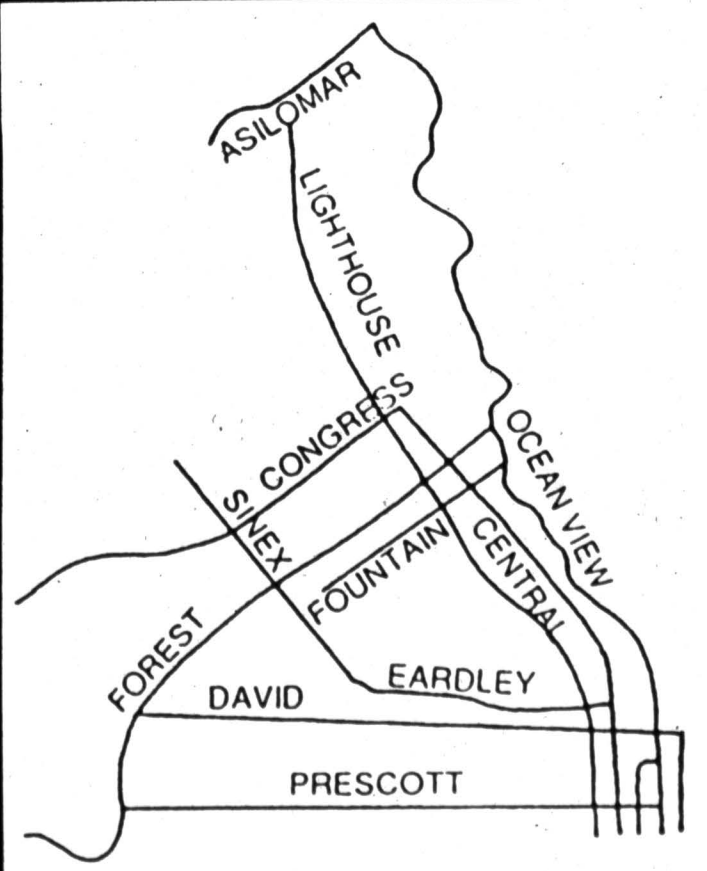 ASILOMAR
LIGHTHOUSE
CONGRESS
OCEAN VIEW
SINEX
FOUNTAIN
CENTRAL
FOREST
EARDLEY
DAVID
PRESCOTT